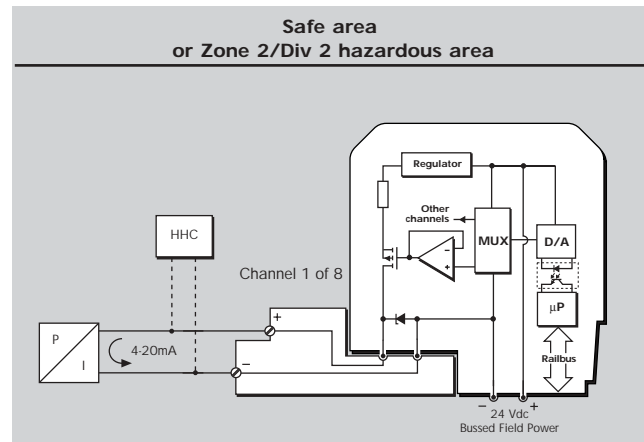 Safe area
or Zone 2/Div 2 hazardous area
Regulator
Other
channels
MUX
D/A
HHC
Channel 1 of 8
−
+
µP
+
P
I
4-20mA
Railbus
−
− 24 Vdc +
Bussed Field Power